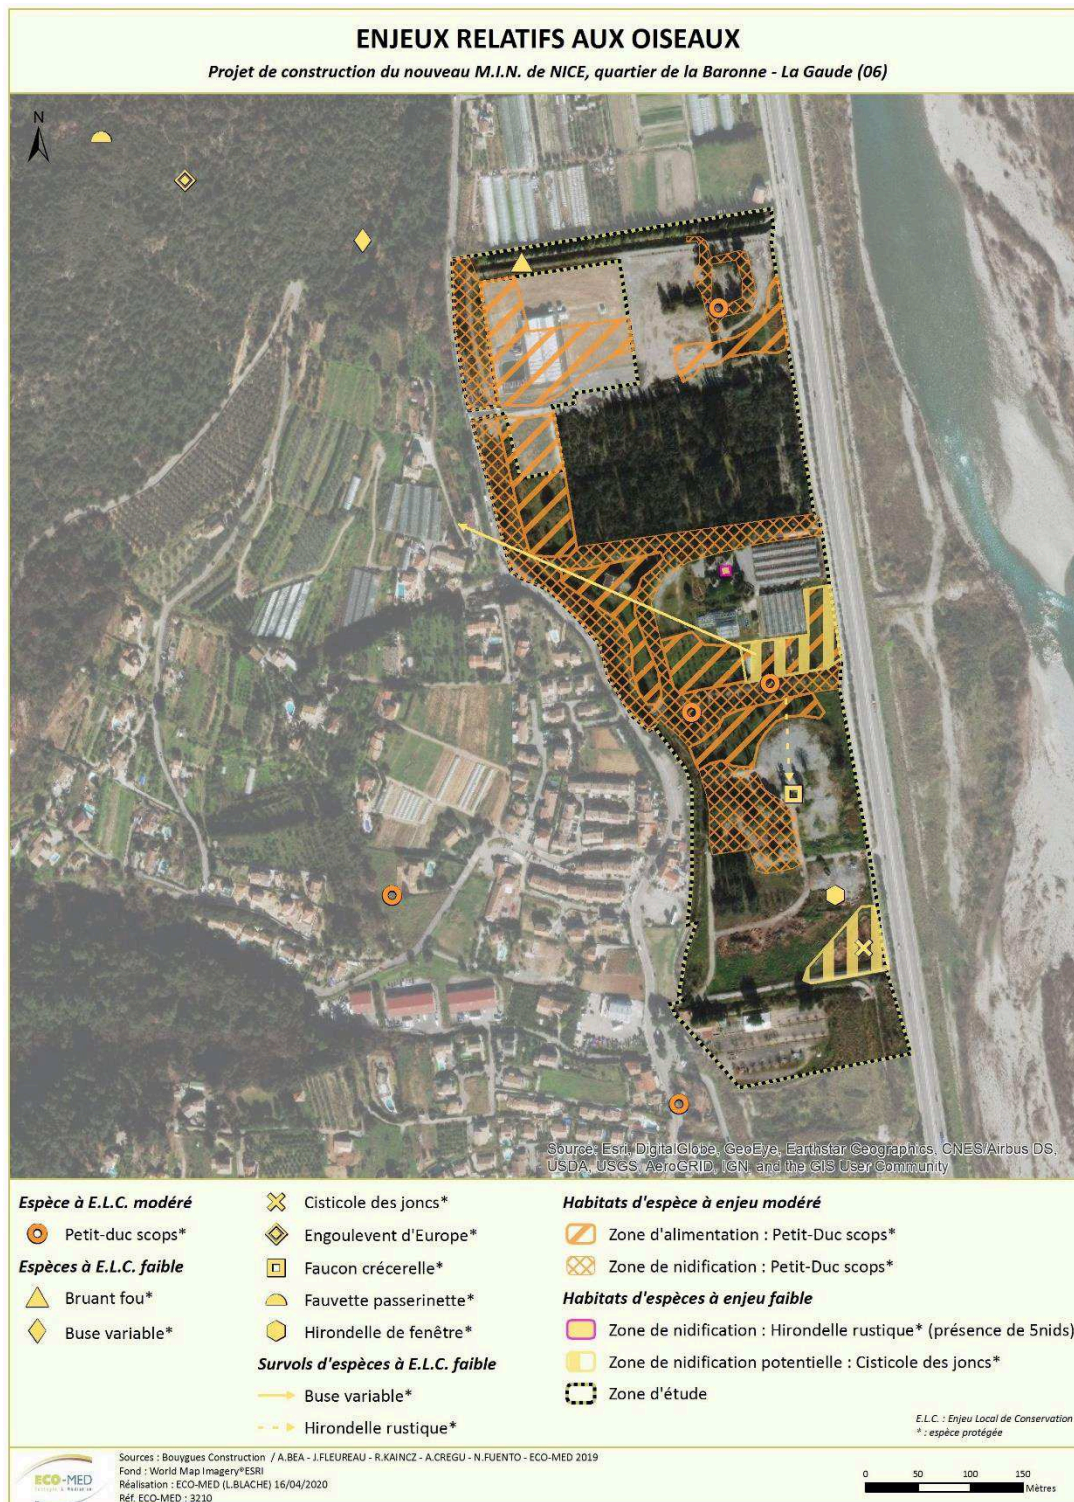 ENJEUX RELATIFS AUX OISEAUX
Projet de construction du nouveau M.I.N. de NICE, quartier de la Baronne - La Gaude (06)
N
Source: Esri, DigitalGlobe, GeoEye, Earthstar Geographics, CNES/Airbus DS,
USDA, USGS, AeroGRID, IGN, and the GIS User Community
Espèce à E.L.C. modéré
Petit-duc scops*
Espèces à E.L.C. faible
Bruant fou*
Buse variable*
Cisticole des joncs*
Engoulevent d'Europe*
Faucon crécerelle*
Fauvette passerinette*
Hirondelle de fenêtre*
Survols d'espèces à E.L.C. faible
Buse variable*
Hirondelle rustique*
Habitats d'espèce à enjeu modéré
Zone d'alimentation : Petit-Duc scops*
Zone de nidification : Petit-Duc scops*
Habitats d'espèces à enjeu faible
Zone de nidification : Hirondelle rustique* (présence de 5nids)
Zone de nidification potentielle : Cisticole des joncs*
Zone d'étude
E.L.C. : Enjeu Local de Conservation
* : espèce protégée
ECO-MED
Sources : Bouygues Construction / A.BEA - J.FLEUREAU - R.KAINCZ - A.CREGU - N.FUENTO - ECO-MED 2019
Fond : World Map Imagery®ESRI
Réalisation : ECO-MED (L.BLACHE) 16/04/2020
Réf. ECO-MED : 3210
0 50 100 150
Mètres